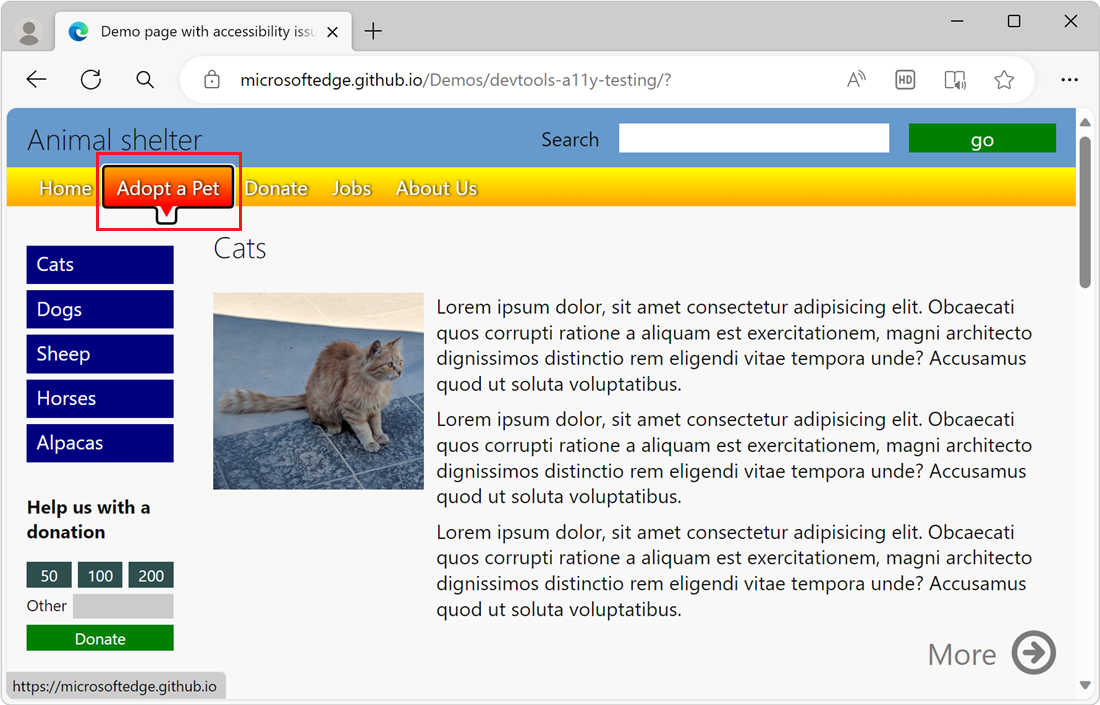 Demo page with accessibility issu
microsoftedge.github.io/Demos/devtools-a11y-testing/?
A
HD
Animal shelter
Search
go
Home
Adopt a Pet
Donate
Jobs
About Us
Cats
Dogs
Sheep
Horses
Alpacas
Help us with a
donation
50
100
200
Other
Donate
Cats
Lorem ipsum dolor, sit amet consectetur adipisicing elit. Obcaecati
quos corrupti ratione a aliquam est exercitationem, magni architecto
dignissimos distinctio rem eligendi vitae tempora unde? Accusamus
quod ut soluta voluptatibus.
Lorem ipsum dolor, sit amet consectetur adipisicing elit. Obcaecati
quos corrupti ratione a aliquam est exercitationem, magni architecto
dignissimos distinctio rem eligendi vitae tempora unde? Accusamus
quod ut soluta voluptatibus.
Lorem ipsum dolor, sit amet consectetur adipisicing elit. Obcaecati
quos corrupti ratione a aliquam est exercitationem, magni architecto
dignissimos distinctio rem eligendi vitae tempora unde? Accusamus
quod ut soluta voluptatibus.
More
https://microsoftedge.github.io